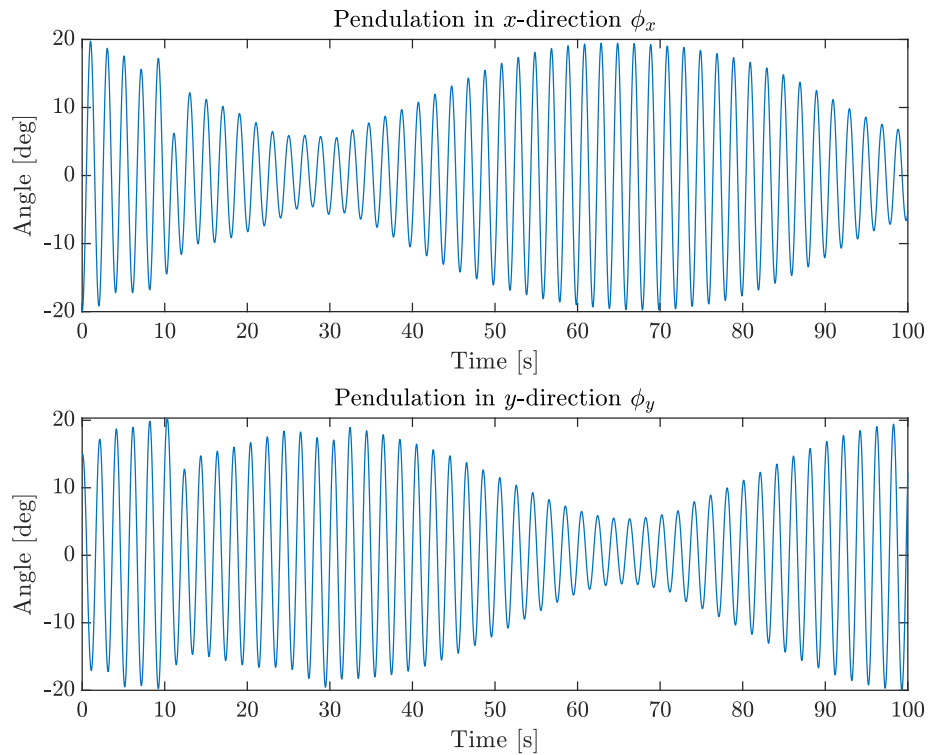 Pendulation in x-direction ϕx
20
10
0
-10
-20
Angle [deg]
0 10 20 30 40 50 60 70 80 90 100
Time [s]
Pendulation in y-direction ϕy
20
10
0
-10
-20
Angle [deg]
0 10 20 30 40 50 60 70 80 90 100
Time [s]